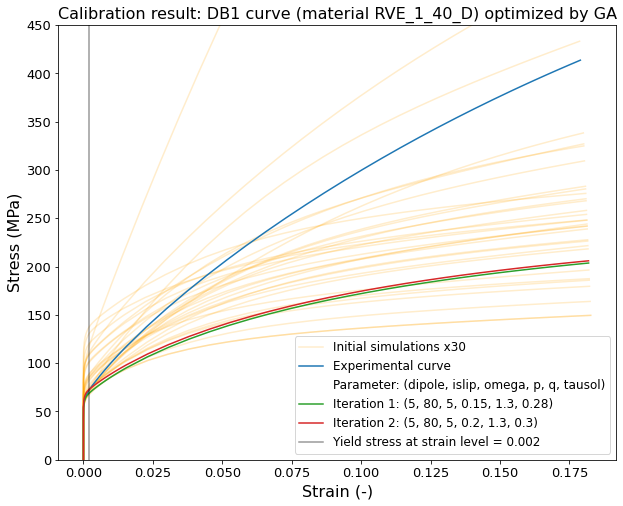 Calibration result: DB1 curve (material RVE_1_40_D) optimized by GA
450
400
350
300
250
200
150
100
50
0
Stress (MPa)
Initial simulations x30
Experimental curve
Parameter: (dipole, islip, omega, p, q, tausol)
Iteration 1: (5, 80, 5, 0.15, 1.3, 0.28)
Iteration 2: (5, 80, 5, 0.2, 1.3, 0.3)
Yield stress at strain level = 0.002
0.000 0.025 0.050 0.075 0.100 0.125 0.150 0.175
Strain (-)